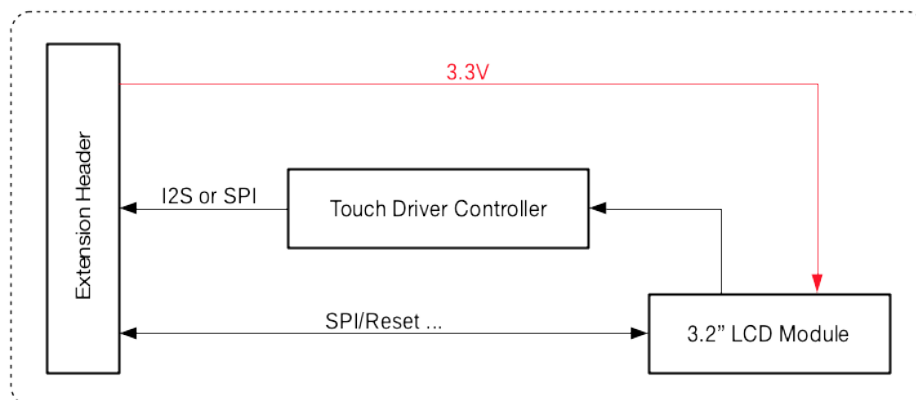 3.3V
Extension Header
I2S or SPI
Touch Driver Controller
SPI/Reset ...
3.2” LCD Module